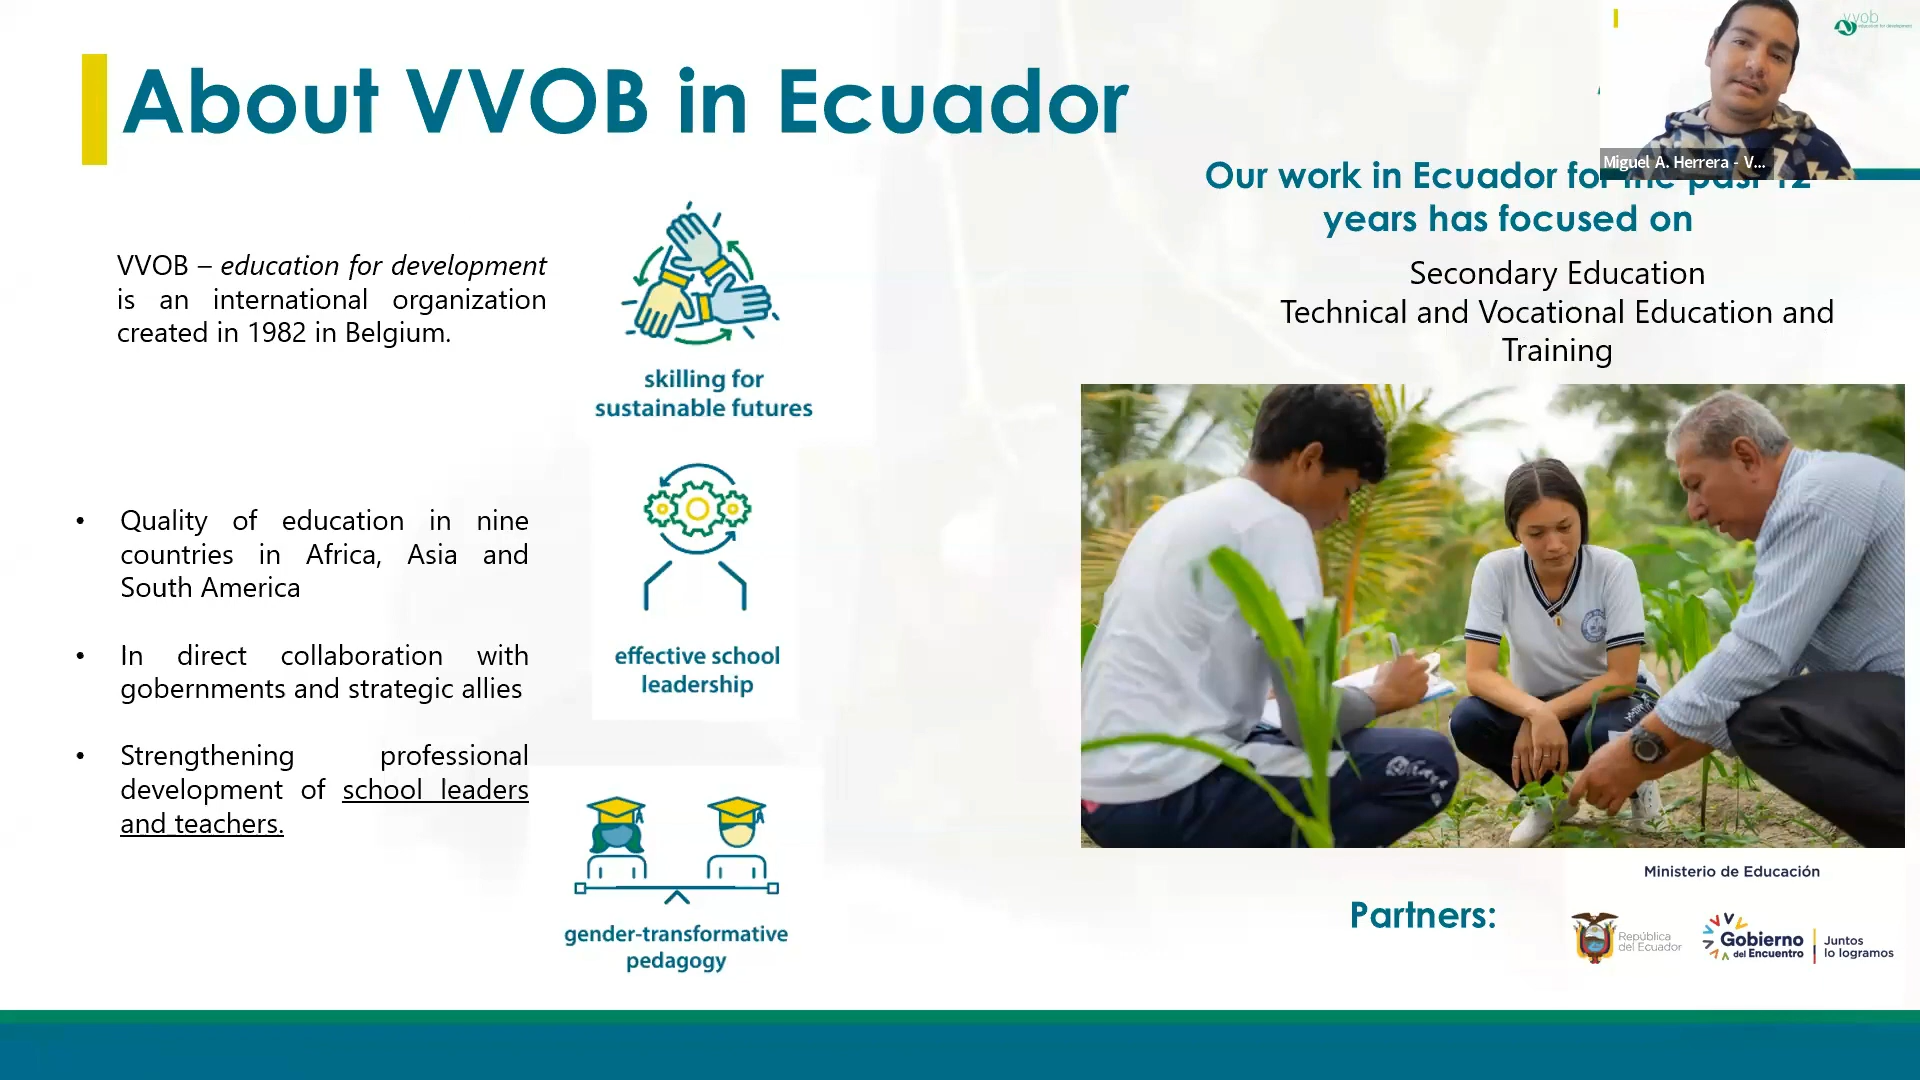 About VVOB in Ecuador
vvob
Miguel A. Herrera - V...
Our work in Ecuador for the past 12
years has focused on
Secondary Education
Technical and Vocational Education and
Training
VVOB – education for development
is an international organization
created in 1982 in Belgium.
skilling for
sustainable futures
• Quality of education in nine
countries in Africa, Asia and
South America
• In direct collaboration with
gobernments and strategic allies
• Strengthening professional
development of school leaders
and teachers.
effective school
leadership
gender-transformative
pedagogy
Partners:
Ministerio de Educación
República
del Ecuador
Gobierno
del Encuentro
Juntos
lo logramos